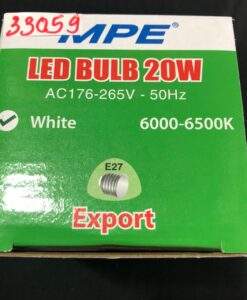 33059
MPE
LED BULB 20W
AC176-265V - 50Hz
White 6000-6500K
E27
Export